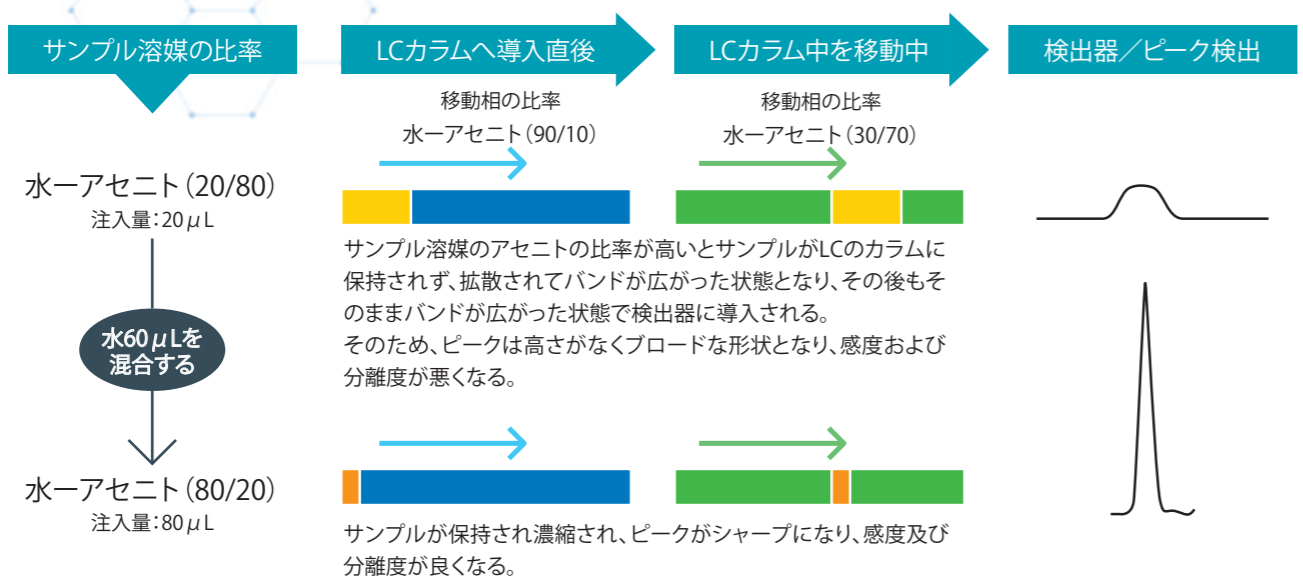 サンプル溶媒の比率
LCカラムへ導入直後
LCカラム中を移動中
検出器／ピーク検出
移動相の比率
水ーアセニト（90/10）
移動相の比率
水ーアセニト（30/70）
水ーアセニト（20/80）
注入量：20μL
サンプル溶媒のアセニトの比率が高いとサンプルがLCのカラムに
保持されず、拡散されてバンドが広がった状態となり、その後もそ
のままバンドが広がった状態で検出器に導入される。
そのため、ピークは高さがなくブロードな形状となり、感度および
分離度が悪くなる。
水60μLを
混合する
水ーアセニト（80/20）
注入量：80μL
サンプルが保持され濃縮され、ピークがシャープになり、感度及び
分離度が良くなる。